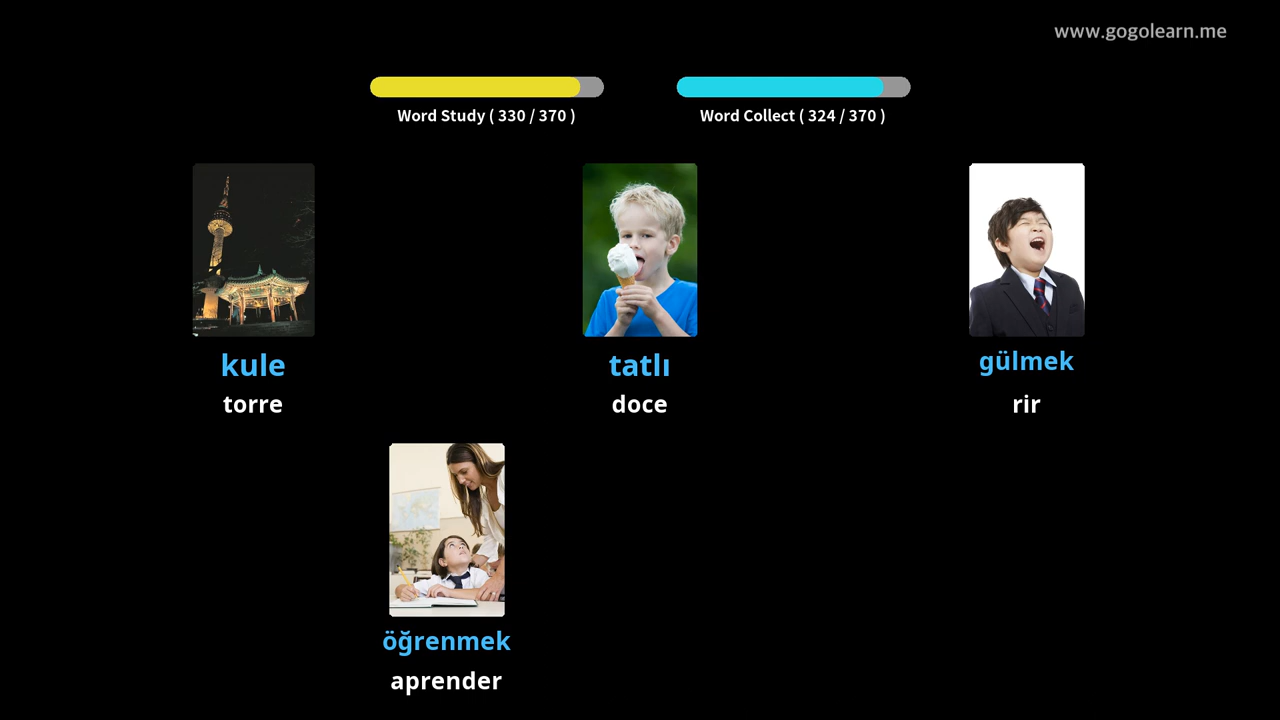 www.gogolearn.me
Word Study ( 330 / 370 )
Word Collect ( 324 / 370 )
kule
torre
tatlı
doce
gülmek
rir
öğrenmek
aprender